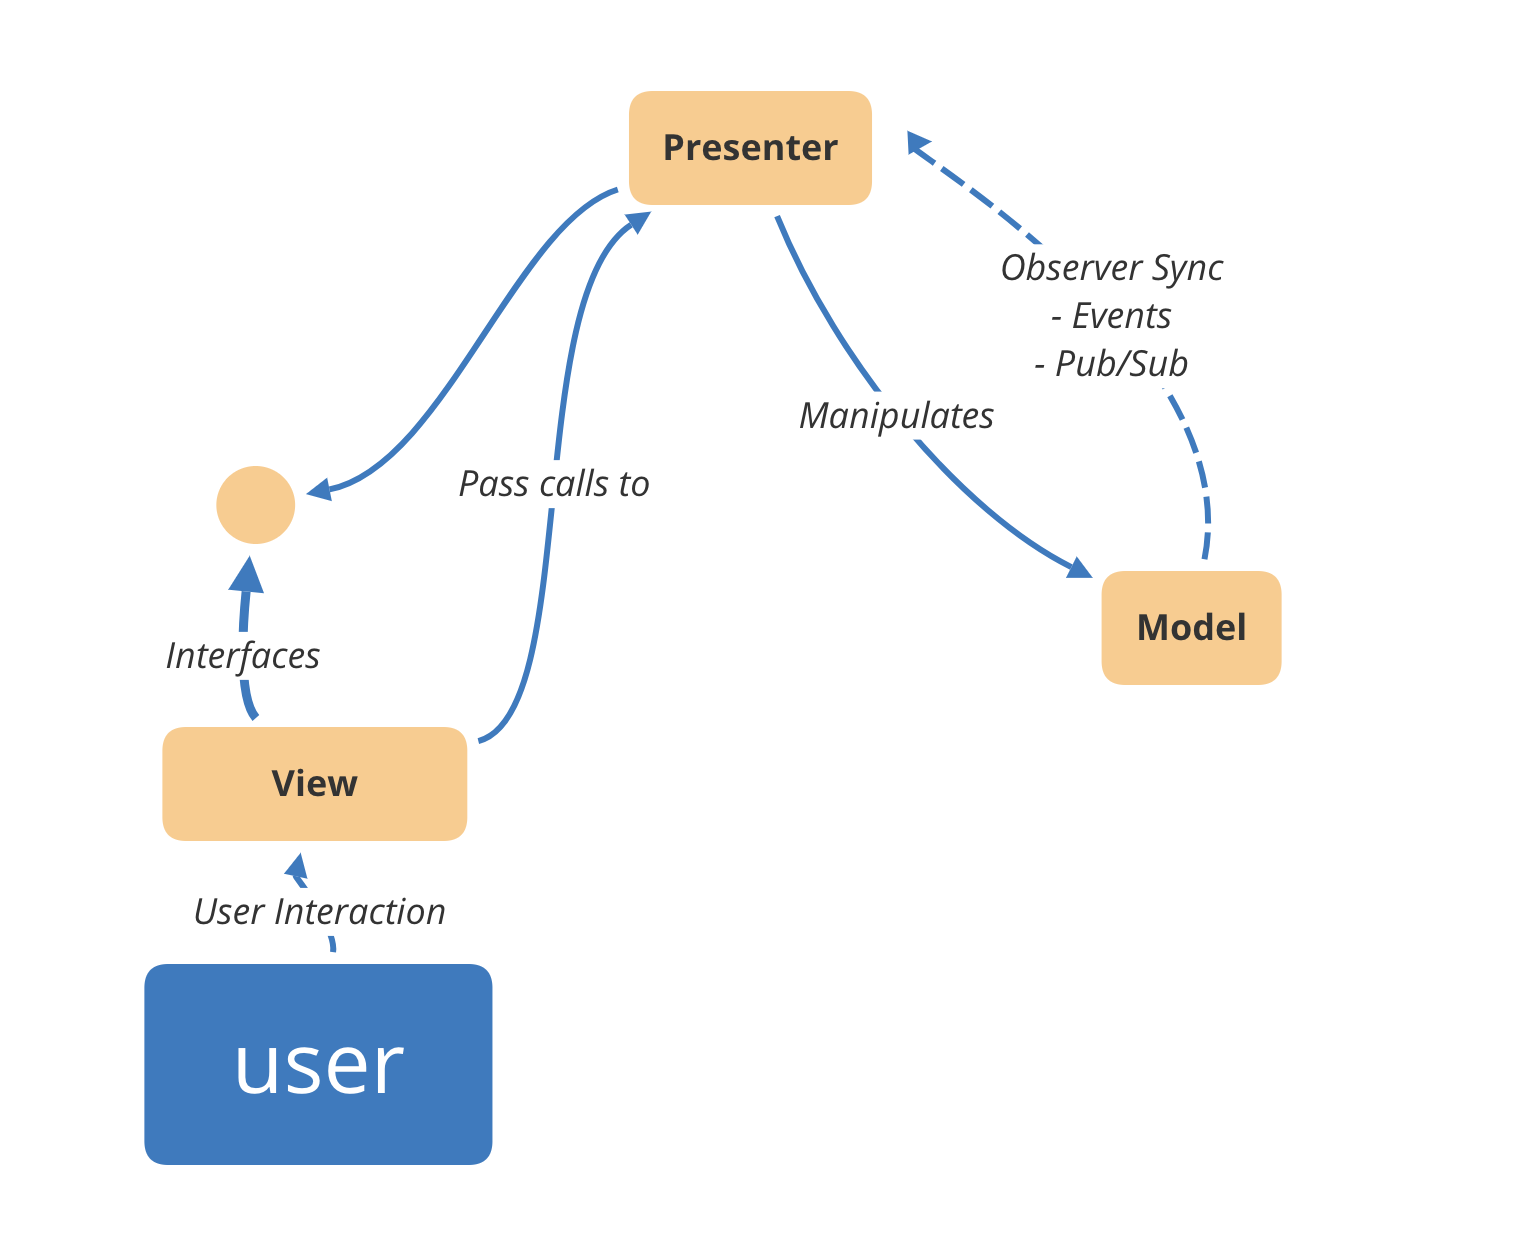 Presenter
Observer Sync
- Events
- Pub/Sub
Manipulates
Pass calls to
Model
Interfaces
View
User Interaction
user